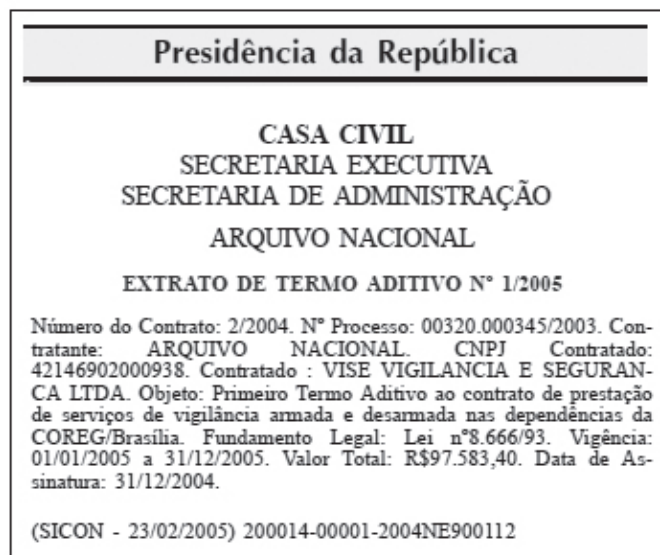 Presidência da República
CASA CIVIL
SECRETARIA EXECUTIVA
SECRETARIA DE ADMINISTRAÇÃO
ARQUIVO NACIONAL
EXTRATO DE TERMO ADITIVO Nº 1/2005
Número do Contrato: 2/2004. Nº Processo: 00320.000345/2003. Con-
tratante: ARQUIVO NACIONAL. CNPJ Contratado:
42146902000938. Contratado : VISE VIGILANCIA E SEGURAN-
CA LTDA. Objeto: Primeiro Termo Aditivo ao contrato de prestação
de serviços de vigilância armada e desarmada nas dependências da
COREG/Brasília. Fundamento Legal: Lei nº8.666/93. Vigência:
01/01/2005 a 31/12/2005. Valor Total: R$97.583,40. Data de As-
sinatura: 31/12/2004.
(SICON - 23/02/2005) 200014-00001-2004NE900112